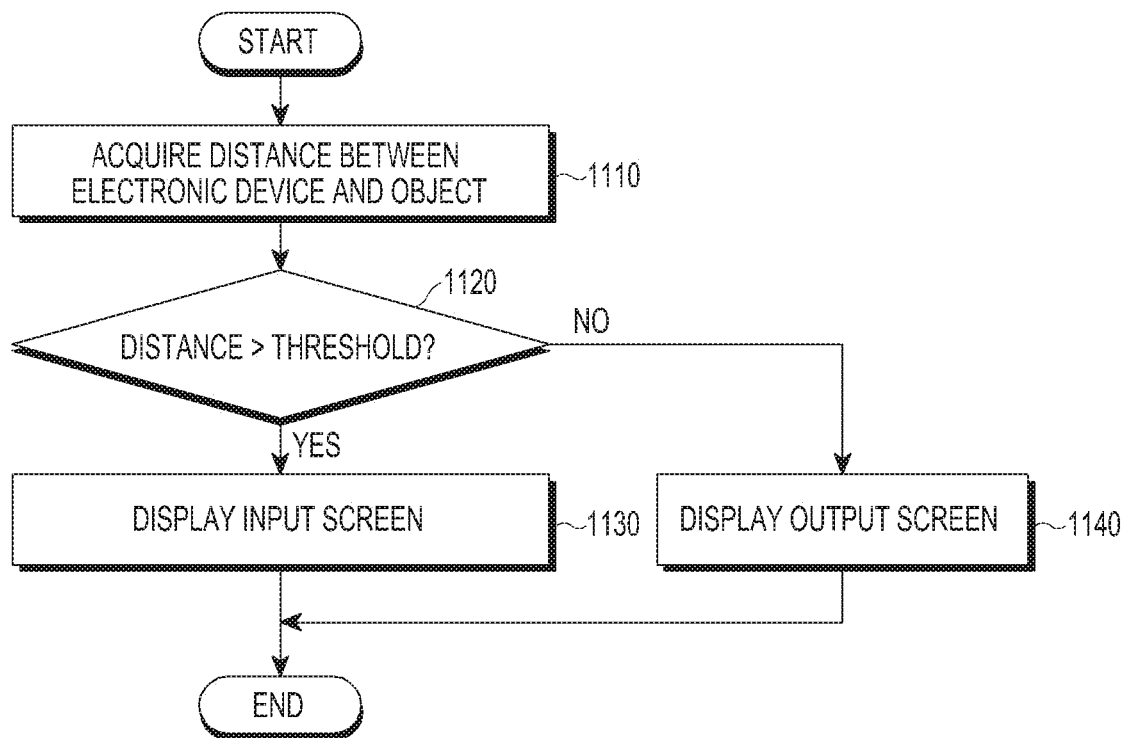 START
ACQUIRE DISTANCE BETWEEN
ELECTRONIC DEVICE AND OBJECT
1110
1120
DISTANCE > THRESHOLD?
NO
YES
DISPLAY INPUT SCREEN
1130
DISPLAY OUTPUT SCREEN
1140
END